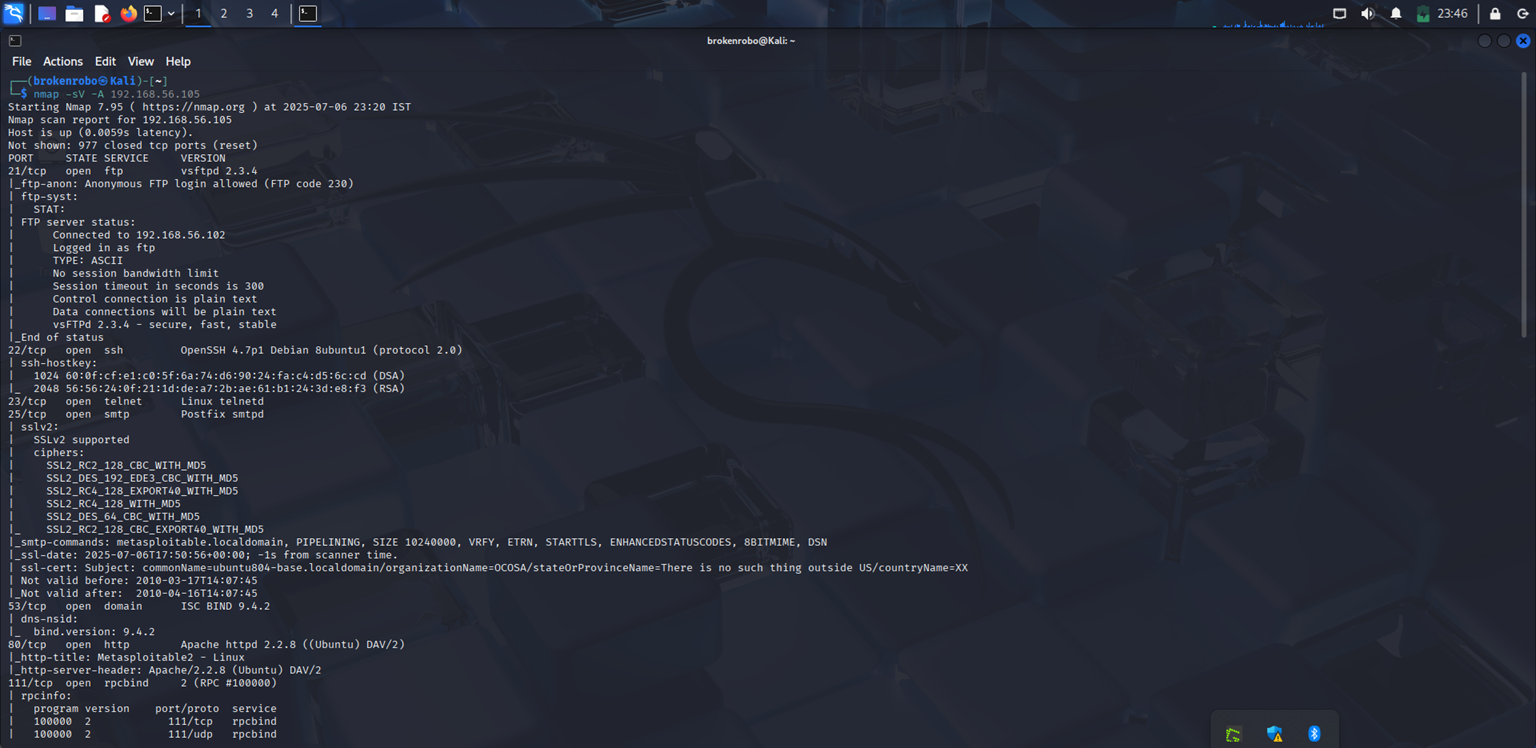 1 2 3 4 23:46
brokenrobo@Kali: ~
File Actions Edit View Help
┌──(brokenrobo㉿Kali)-[~]
└─$ nmap -sV -A 192.168.56.105
Starting Nmap 7.95 ( https://nmap.org ) at 2025-07-06 23:20 IST
Nmap scan report for 192.168.56.105
Host is up (0.0059s latency).
Not shown: 977 closed tcp ports (reset)
PORT     STATE SERVICE     VERSION
21/tcp   open  ftp         vsftpd 2.3.4
|_ftp-anon: Anonymous FTP login allowed (FTP code 230)
| ftp-syst:
|   STAT:
| FTP server status:
|      Connected to 192.168.56.102
|      Logged in as ftp
|      TYPE: ASCII
|      No session bandwidth limit
|      Session timeout in seconds is 300
|      Control connection is plain text
|      Data connections will be plain text
|      vsFTPd 2.3.4 - secure, fast, stable
|_End of status
22/tcp   open  ssh         OpenSSH 4.7p1 Debian 8ubuntu1 (protocol 2.0)
| ssh-hostkey:
|   1024 60:0f:cf:e1:c0:5f:6a:74:d6:90:24:fa:c4:d5:6c:cd (DSA)
|_  2048 56:56:24:0f:21:1d:de:a7:2b:ae:61:b1:24:3d:e8:f3 (RSA)
23/tcp   open  telnet      Linux telnetd
25/tcp   open  smtp        Postfix smtpd
| sslv2:
|   SSLv2 supported
|   ciphers:
|     SSL2_RC2_128_CBC_WITH_MD5
|     SSL2_DES_192_EDE3_CBC_WITH_MD5
|     SSL2_RC4_128_EXPORT40_WITH_MD5
|     SSL2_RC4_128_WITH_MD5
|     SSL2_DES_64_CBC_WITH_MD5
|_    SSL2_RC2_128_CBC_EXPORT40_WITH_MD5
|_smtp-commands: metasploitable.localdomain, PIPELINING, SIZE 10240000, VRFY, ETRN, STARTTLS, ENHANCEDSTATUSCODES, 8BITMIME, DSN
|_ssl-date: 2025-07-06T17:50:56+00:00; -1s from scanner time.
| ssl-cert: Subject: commonName=ubuntu804-base.localdomain/organizationName=OCOSA/stateOrProvinceName=There is no such thing outside US/countryName=XX
| Not valid before: 2010-03-17T14:07:45
|_Not valid after:  2010-04-16T14:07:45
53/tcp   open  domain      ISC BIND 9.4.2
| dns-nsid:
|_  bind.version: 9.4.2
80/tcp   open  http        Apache httpd 2.2.8 ((Ubuntu) DAV/2)
|_http-title: Metasploitable2 - Linux
|_http-server-header: Apache/2.2.8 (Ubuntu) DAV/2
111/tcp  open  rpcbind     2 (RPC #100000)
| rpcinfo:
|   program version    port/proto  service
|   100000  2            111/tcp   rpcbind
|   100000  2            111/udp   rpcbind